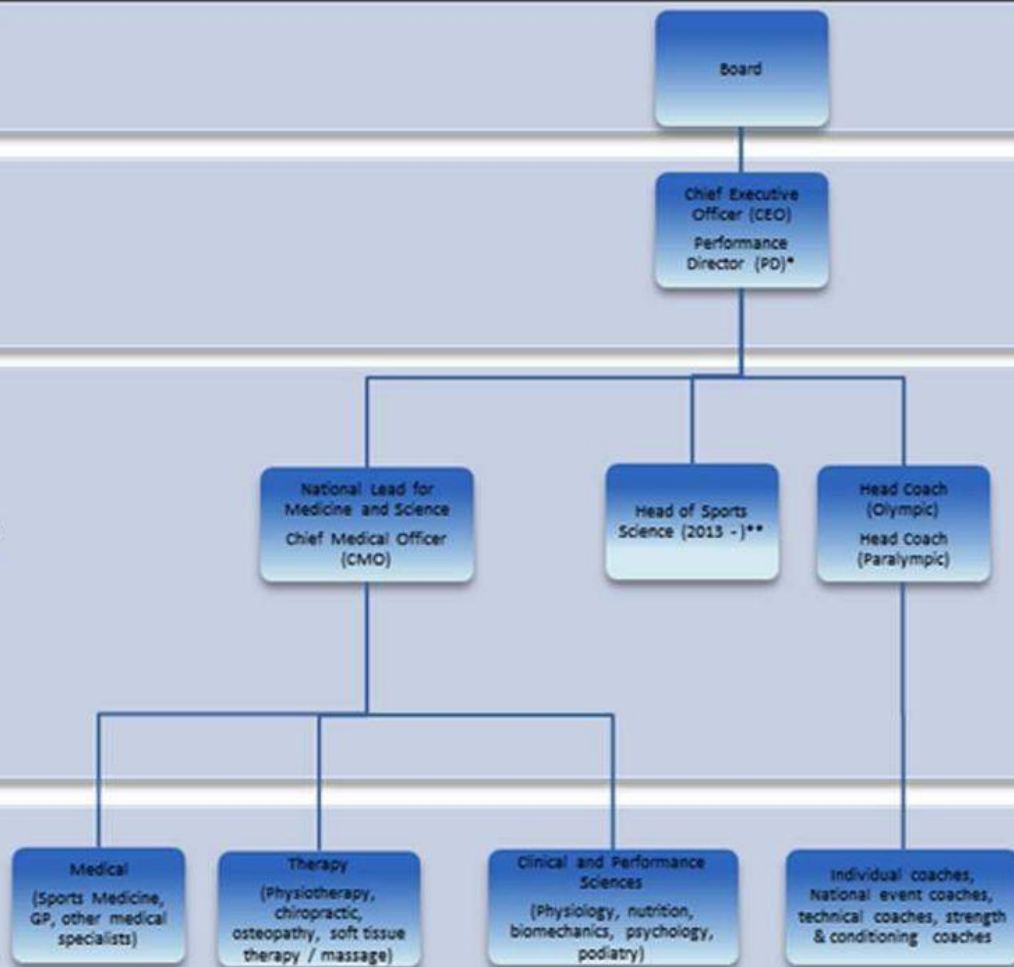 Board
Chief Executive
Officer (CEO)
Performance
Director (PD)*
National Lead for
Medicine and Science
Chief Medical Officer
(CMO)
Head of Sports
Science (2013 - )**
Head Coach
(Olympic)
Head Coach
(Paralympic)
Medical
(Sports Medicine,
GP, other medical
specialists)
Therapy
(Physiotherapy,
chiropractic,
osteopathy, soft tissue
therapy / massage)
Clinical and Performance
Sciences
(Physiology, nutrition,
biomechanics, psychology,
podiatry)
Individual coaches,
National event coaches,
technical coaches, strength
& conditioning coaches